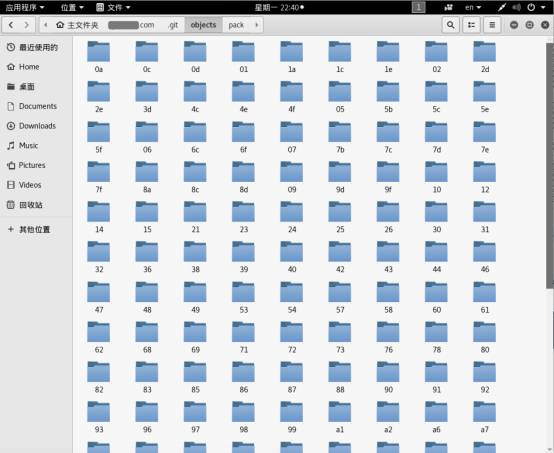 应用程序 位置 文件 星期一 22:40 1 en
主文件夹 .com .git objects pack
最近使用的
Home
桌面
Documents
Downloads
Music
Pictures
Videos
回收站
其他位置
0a 0c 0d 01 1a 1c 1e 02 2d
2e 3d 4c 4e 4f 05 5b 5c 5e
5f 06 6c 6f 07 7b 7c 7d 7e
7f 8a 8c 8d 09 9d 9f 10 12
14 15 21 23 24 25 26 30 31
32 36 38 39 40 42 43 44 46
47 48 49 53 54 57 58 60 61
62 68 69 71 72 73 76 78 80
82 83 85 86 87 88 90 91 92
93 96 97 98 99 a1 a2 a6 a7